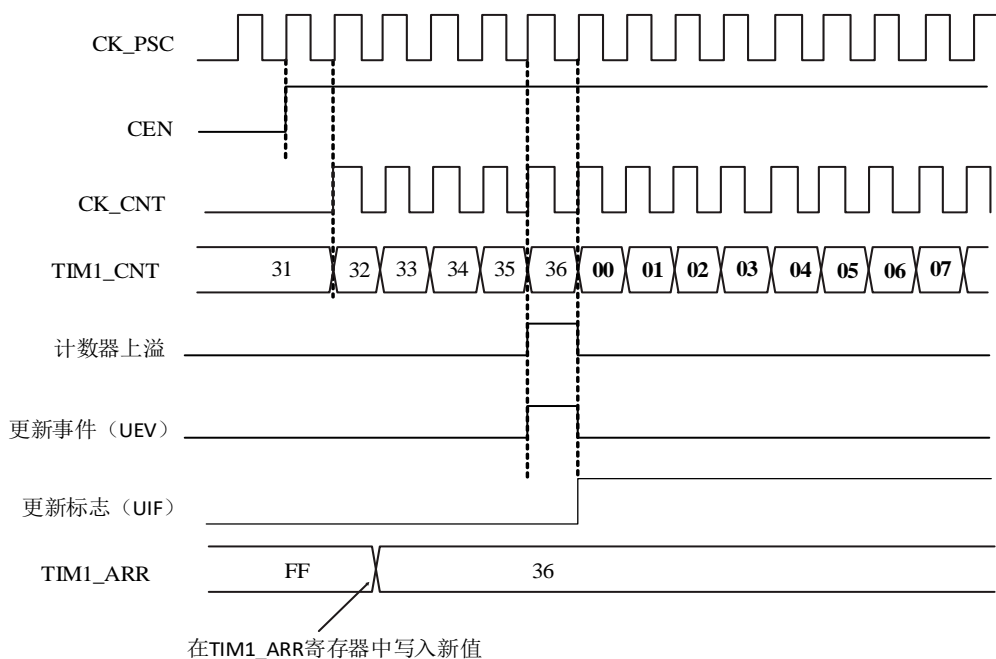 CK_PSC
CEN
CK_CNT
TIM1_CNT 31 32 33 34 35 36 00 01 02 03 04 05 06 07
计数器上溢
更新事件（UEV）
更新标志（UIF）
TIM1_ARR FF 36
在TIM1_ARR寄存器中写入新值